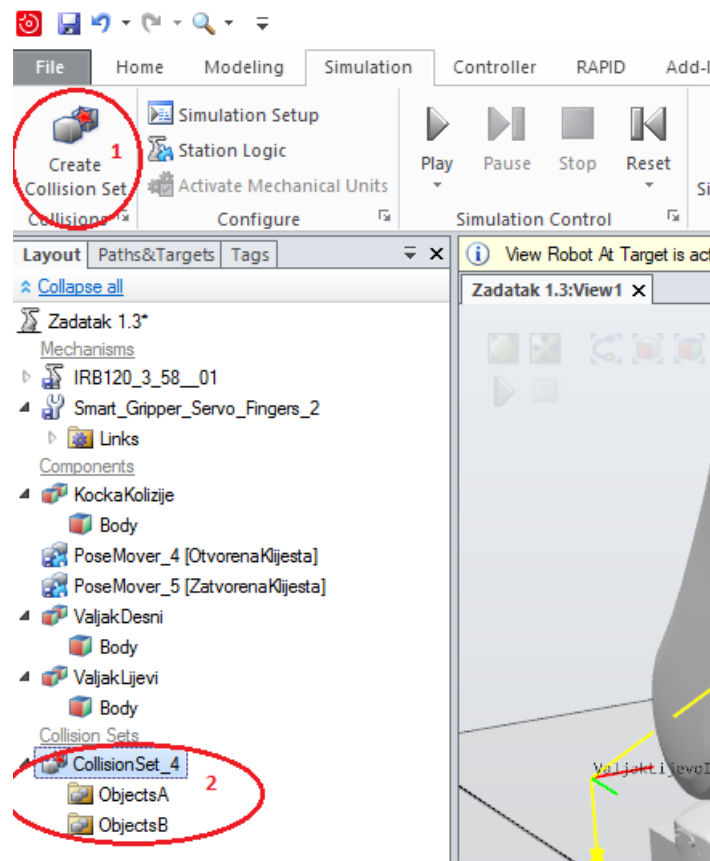 File Home Modeling Simulation Controller RAPID
Create
Collision Set
1
Simulation Setup
Station Logic
Activate Mechanical Units
Play Pause Stop Reset
Collisions Configure Simulation Control
Layout Paths&Targets Tags
View Robot At Target is
Collapse all
Zadatak 1.3:View1
Zadatak 1.3*
Mechanisms
IRB120_3_58__01
Smart_Gripper_Servo_Fingers_2
Links
Components
KockaKolizije
Body
PoseMover_4 [OtvorenaKlijesta]
PoseMover_5 [ZatvorenaKlijesta]
ValjakDesni
Body
ValjakLijevi
Body
Collision Sets
CollisionSet_4
2
ObjectsA
ObjectsB